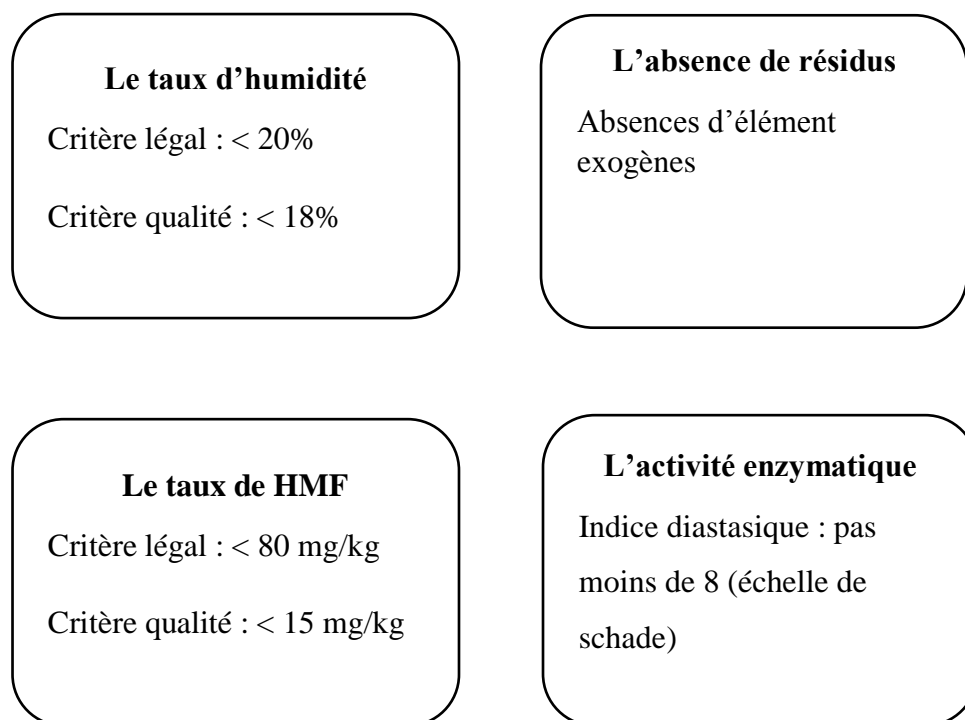 Le taux d'humidité
Critère légal : < 20%
Critère qualité : < 18%
L'absence de résidus
Absences d'élément
exogènes
Le taux de HMF
Critère légal : < 80 mg/kg
Critère qualité : < 15 mg/kg
L'activité enzymatique
Indice diastasique : pas
moins de 8 (échelle de
schade)